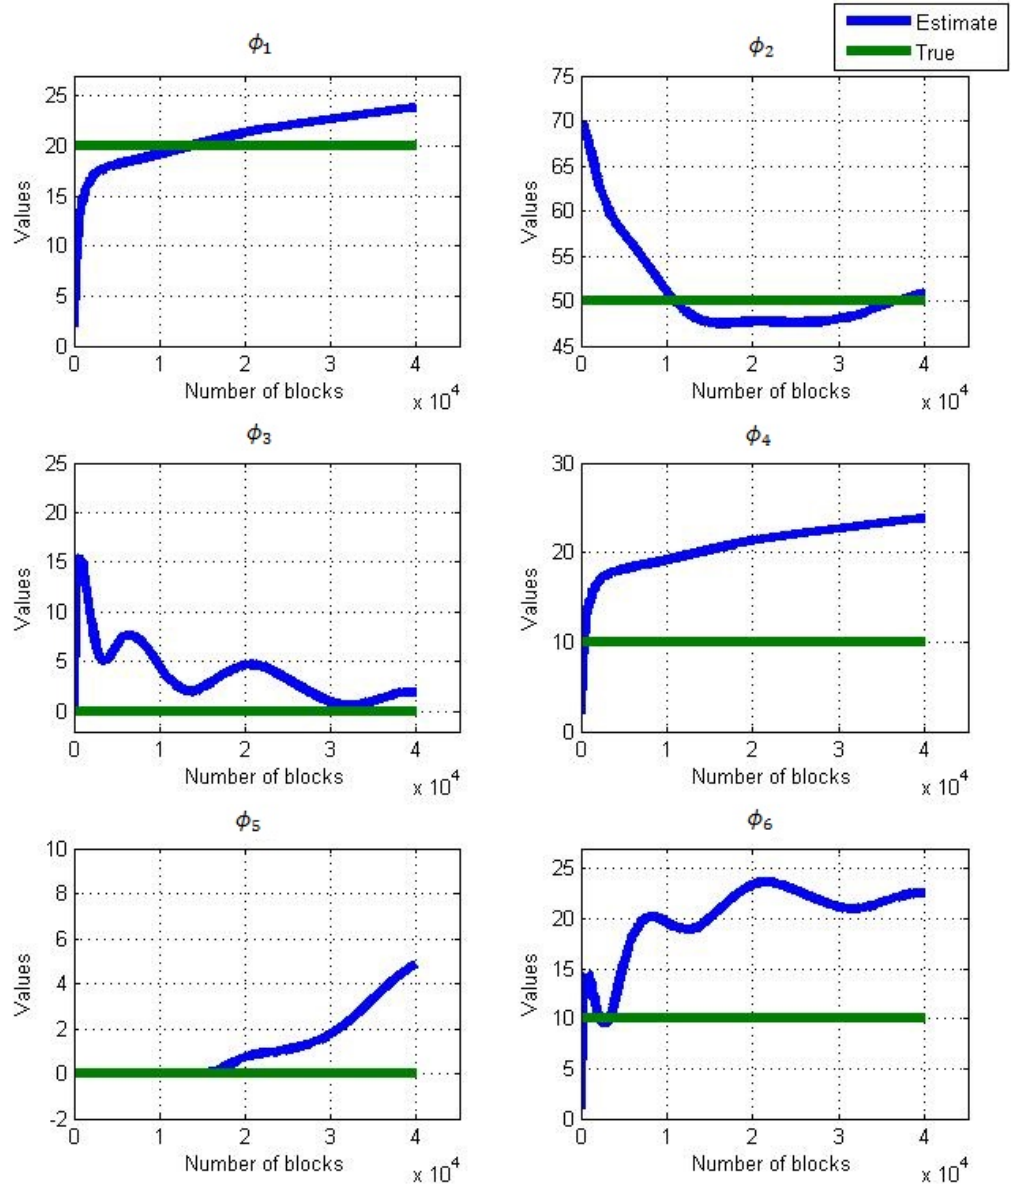 Estimate
True
ϕ1
Values
25
20
15
10
5
0
0 1 2 3 4
Number of blocks
x 10^4
ϕ2
Values
75
70
65
60
55
50
45
0 1 2 3 4
Number of blocks
x 10^4
ϕ3
Values
25
20
15
10
5
0
0 1 2 3 4
Number of blocks
x 10^4
ϕ4
Values
30
20
10
0
0 1 2 3 4
Number of blocks
x 10^4
ϕ5
Values
10
8
6
4
2
0
-2
0 1 2 3 4
Number of blocks
x 10^4
ϕ6
Values
25
20
15
10
5
0
0 1 2 3 4
Number of blocks
x 10^4